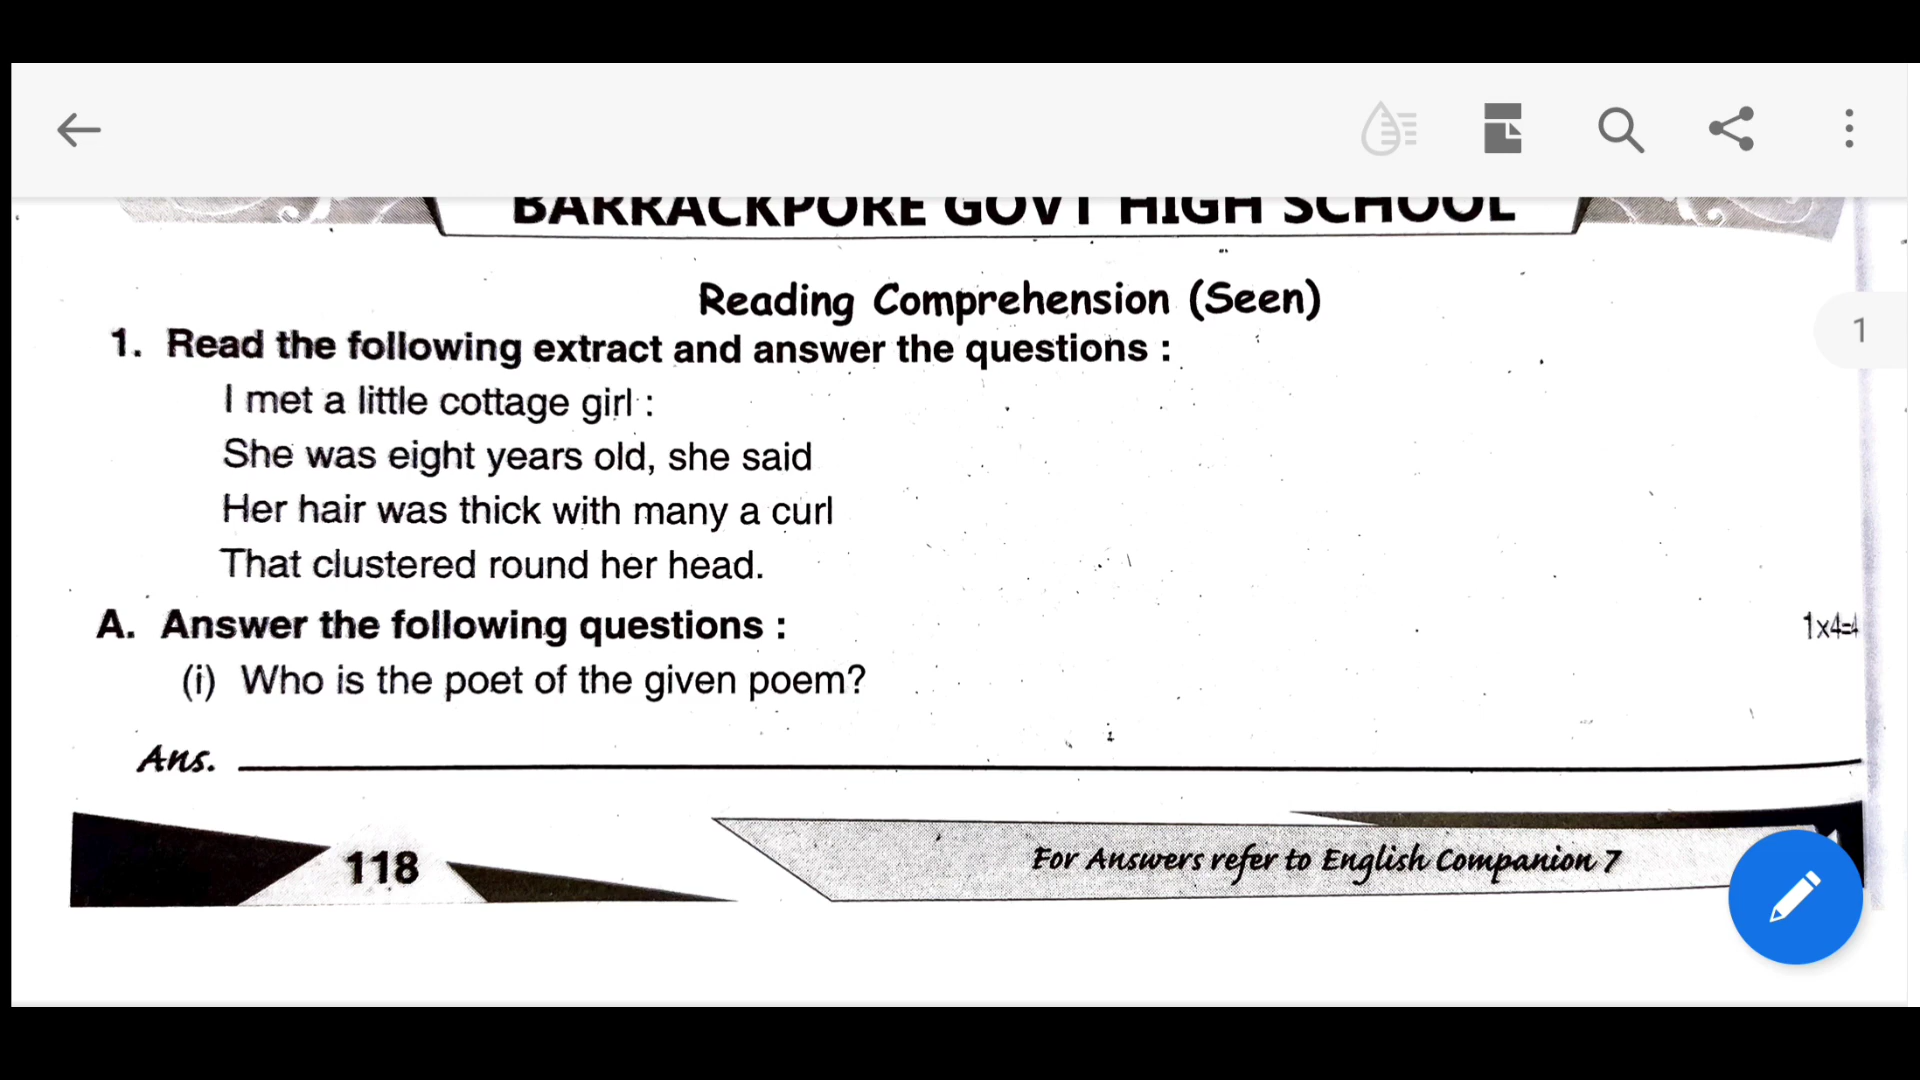 BARRACKPORE GOVT HIGH SCHOOL
1
Reading Comprehension (Seen)
1. Read the following extract and answer the questions :
I met a little cottage girl :
She was eight years old, she said
Her hair was thick with many a curl
That clustered round her head.
A. Answer the following questions :
1x4=4
(i) Who is the poet of the given poem?
Ans.
118
For Answers refer to English Companion 7